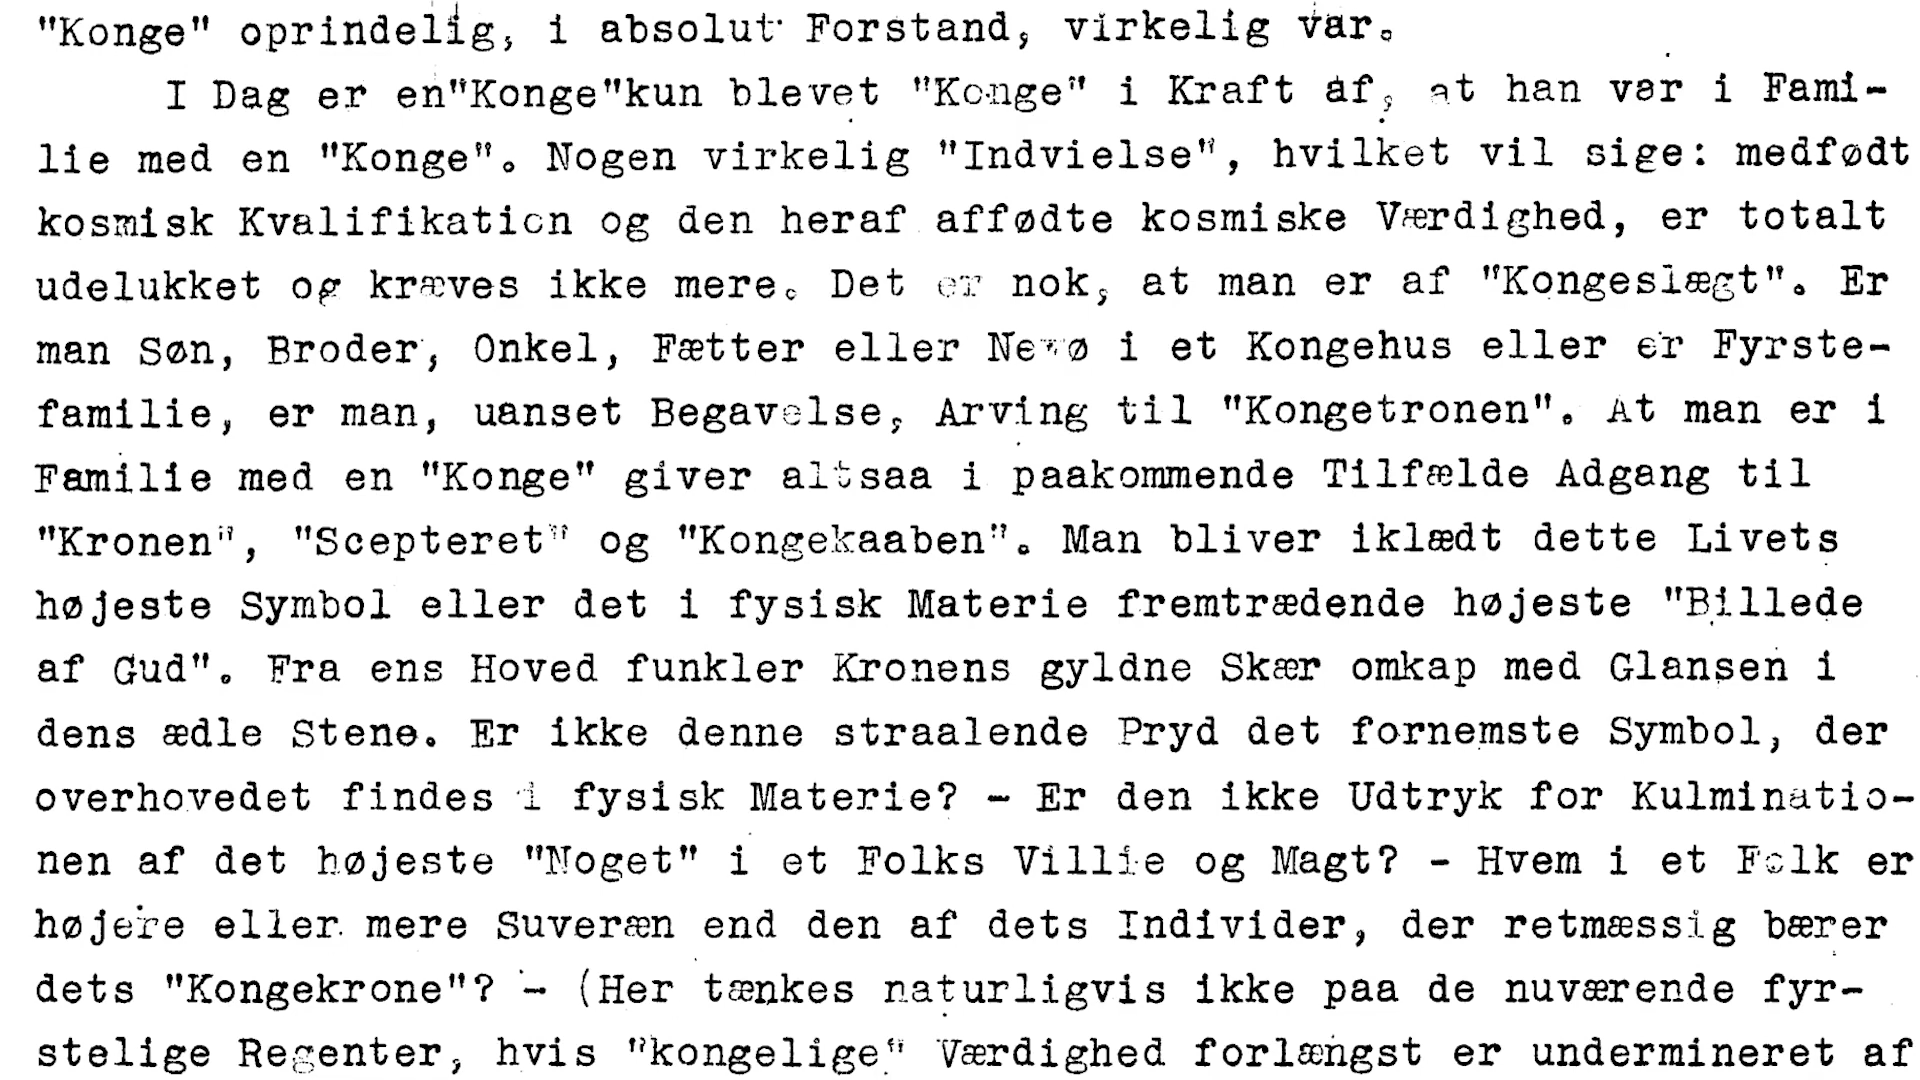 "Konge" oprindelig, i absolut Forstand, virkelig var.
I Dag er en"Konge"kun blevet "Konge" i Kraft af, at han var i Fami-
lie med en "Konge". Nogen virkelig "Indvielse", hvilket vil sige: medfødt
kosmisk Kvalifikation og den heraf affødte kosmiske Værdighed, er totalt
udelukket og kræves ikke mere. Det er nok, at man er af "Kongeslægt". Er
man Søn, Broder, Onkel, Fætter eller Nevø i et Kongehus eller er Fyrste-
familie, er man, uanset Begavelse, Arving til "Kongetronen". At man er i
Familie med en "Konge" giver altsaa i paakommende Tilfælde Adgang til
"Kronen", "Scepteret" og "Kongekaaben". Man bliver iklædt dette Livets
højeste Symbol eller det i fysisk Materie fremtrædende højeste "Billede
af Gud". Fra ens Hoved funkler Kronens gyldne Skær omkap med Glansen i
dens ædle Stene. Er ikke denne straalende Pryd det fornemste Symbol, der
overhovedet findes i fysisk Materie? - Er den ikke Udtryk for Kulminatio-
nen af det højeste "Noget" i et Folks Villie og Magt? - Hvem i et Folk er
højere eller mere Suveræn end den af dets Individer, der retmæssig bærer
dets "Kongekrone"? - (Her tænkes naturligvis ikke paa de nuværende fyr-
stelige Regenter, hvis "kongelige" Værdighed forlængst er undermineret af